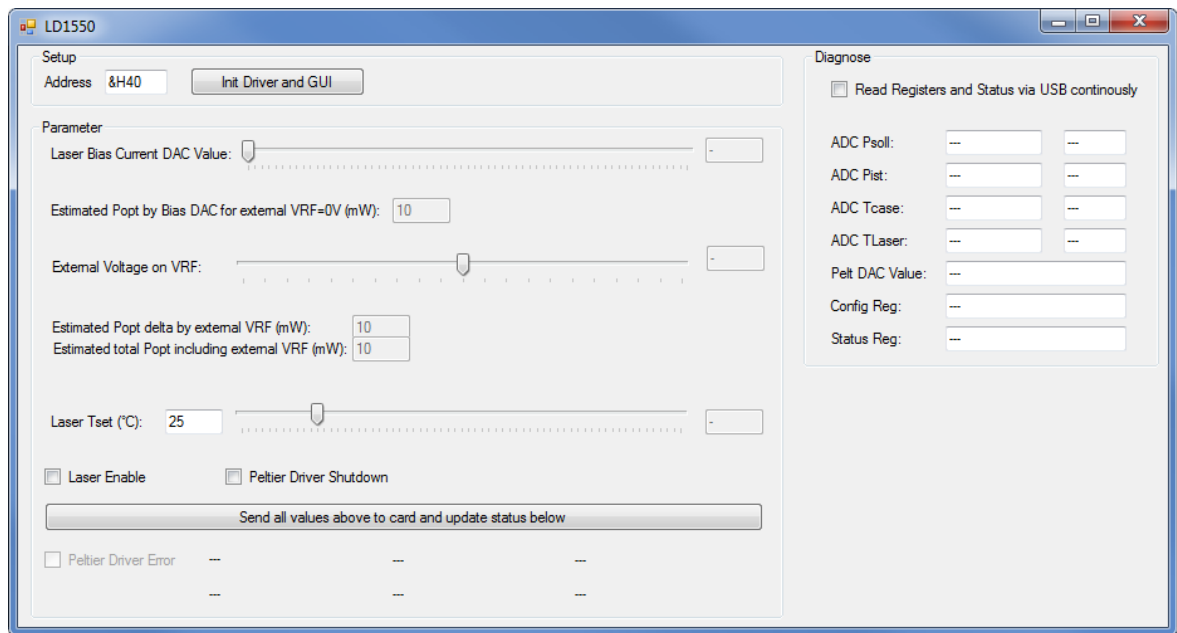 LD1550
Setup
Address &H40 Init Driver and GUI
Parameter
Laser Bias Current DAC Value: -
Estimated Popt by Bias DAC for external VRF=0V (mW): 10
External Voltage on VRF: -
Estimated Popt delta by external VRF (mW): 10
Estimated total Popt including external VRF (mW): 10
Laser Tset (°C): 25 -
Laser Enable Peltier Driver Shutdown
Send all values above to card and update status below
Peltier Driver Error --- --- ---
--- --- ---
Diagnose
Read Registers and Status via USB continously
ADC Psoll: --- ---
ADC Pist: --- ---
ADC Tcase: --- ---
ADC TLaser: --- ---
Pelt DAC Value: ---
Config Reg: ---
Status Reg: ---